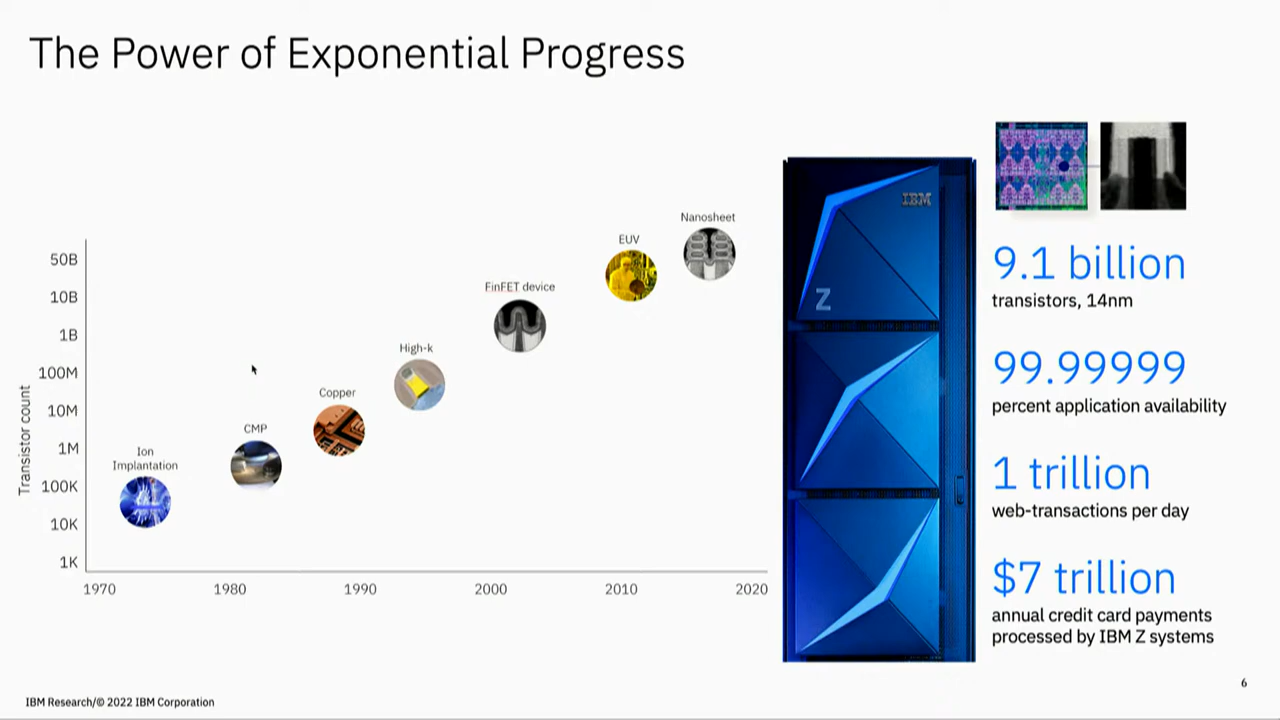 The Power of Exponential Progress
Transistor count
50B
10B
1B
100M
10M
1M
100K
10K
1K
1970
1980
1990
2000
2010
2020
Ion
Implantation
CMP
Copper
High-k
FinFET device
EUV
Nanosheet
IBM
Z
9.1 billion
transistors, 14nm
99.99999
percent application availability
1 trillion
web-transactions per day
$7 trillion
annual credit card payments
processed by IBM Z systems
IBM Research/© 2022 IBM Corporation
6